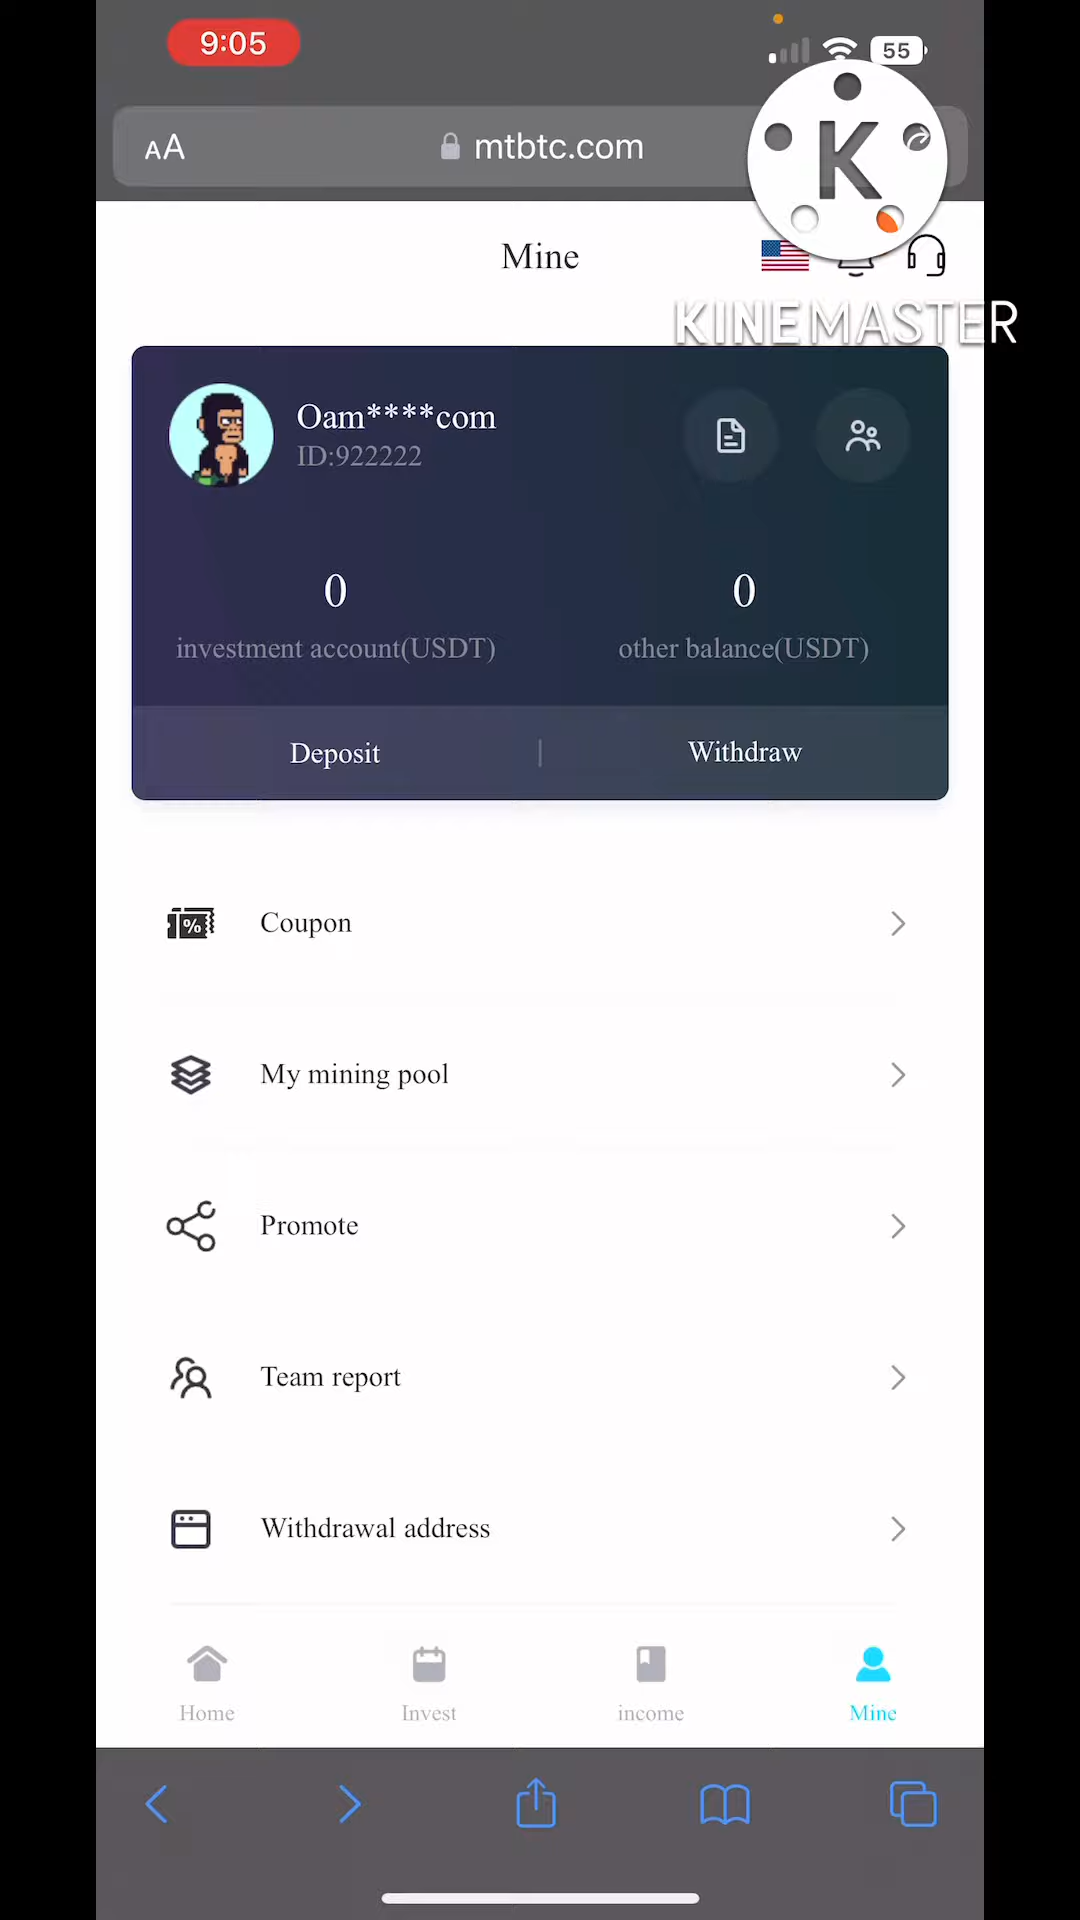 9:05
55
AA
mtbtc.com
K
KINEMASTER
Mine
Oam****com
ID:922222
0
0
investment account(USDT)
other balance(USDT)
Deposit
Withdraw
%
Coupon
My mining pool
Promote
Team report
Withdrawal address
Home
Invest
income
Mine